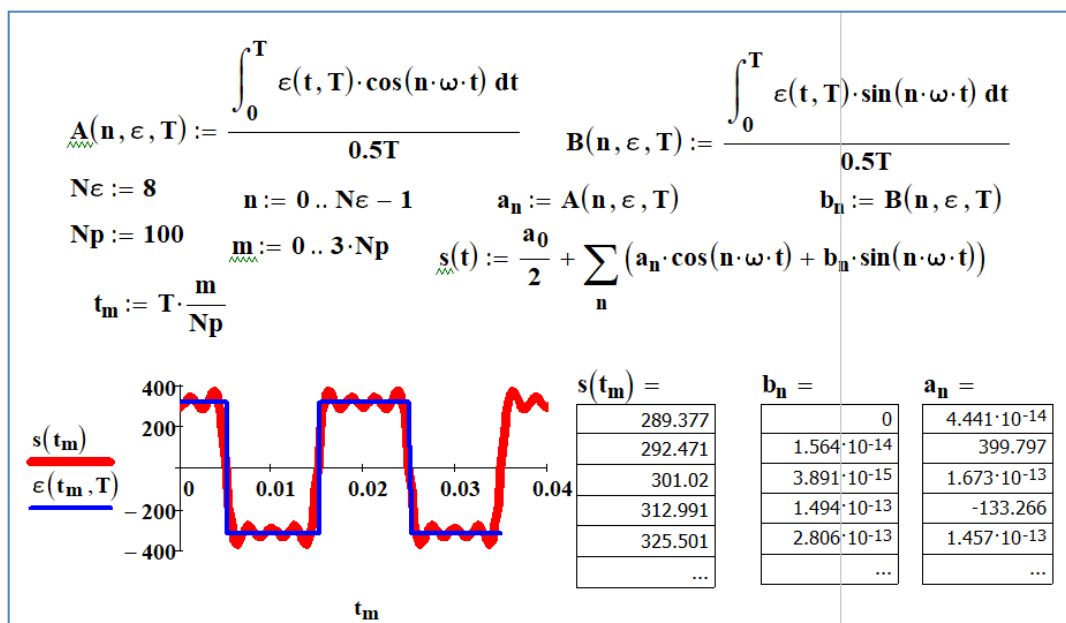 A(n, ε, T) := ∫₀ᵀ ε(t, T)·cos(n·ω·t) dt / 0.5T
B(n, ε, T) := ∫₀ᵀ ε(t, T)·sin(n·ω·t) dt / 0.5T
Nε := 8
n := 0 .. Nε − 1
aₙ := A(n, ε, T)
bₙ := B(n, ε, T)
Np := 100
m := 0 .. 3·Np
s(t) := a₀/2 + ∑ₙ (aₙ·cos(n·ω·t) + bₙ·sin(n·ω·t))
tₘ := T·m/Np
s(tₘ)
ε(tₘ, T)
400
200
− 200
− 400
0 0.01 0.02 0.03 0.04
tₘ
s(tₘ) =
289.377
292.471
301.02
312.991
325.501
...
bₙ =
0
1.564·10⁻¹⁴
3.891·10⁻¹⁵
1.494·10⁻¹³
2.806·10⁻¹³
...
aₙ =
4.441·10⁻¹⁴
399.797
1.673·10⁻¹³
-133.266
1.457·10⁻¹³
...